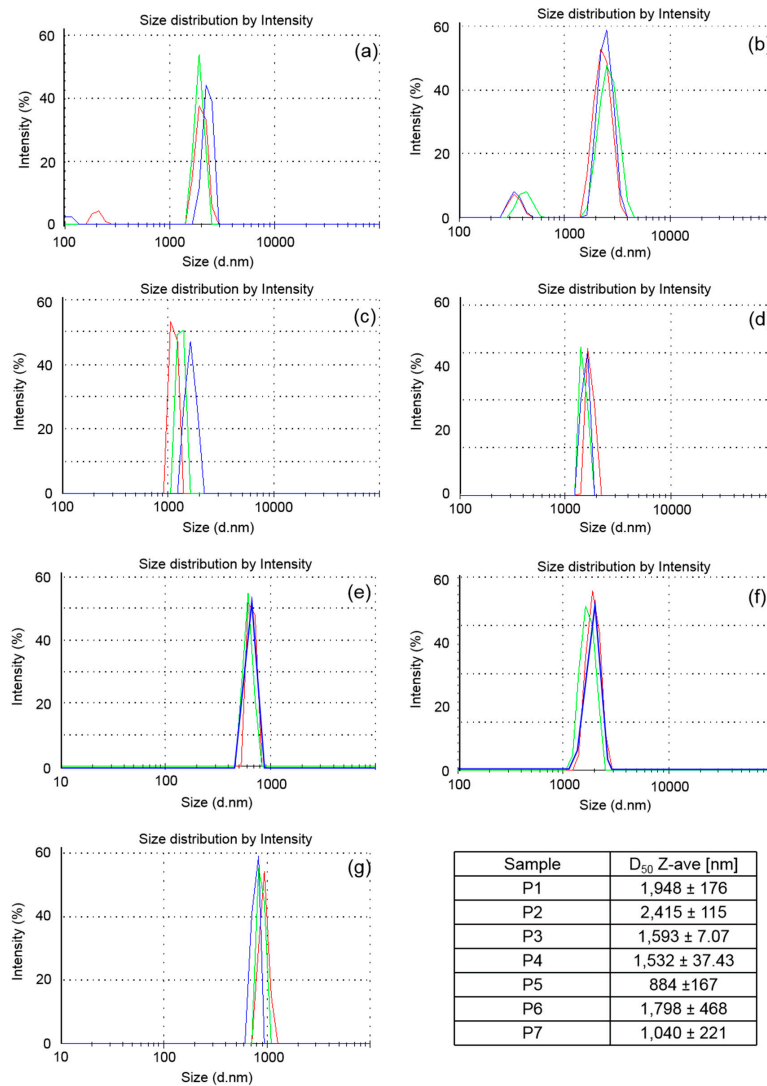 Size distribution by Intensity
(a)
60
40
20
0
Intensity (%)
100 1000 10000
Size (d.nm)
Size distribution by Intensity
(b)
60
40
20
0
Intensity (%)
100 1000 10000
Size (d.nm)
Size distribution by Intensity
(c)
60
40
20
0
Intensity (%)
100 1000 10000
Size (d.nm)
Size distribution by Intensity
(d)
60
40
20
0
Intensity (%)
100 1000 10000
Size (d.nm)
Size distribution by Intensity
(e)
60
40
20
0
Intensity (%)
10 100 1000
Size (d.nm)
Size distribution by Intensity
(f)
60
40
20
0
Intensity (%)
100 1000 10000
Size (d.nm)
Size distribution by Intensity
(g)
60
40
20
0
Intensity (%)
10 100 1000
Size (d.nm)
Sample D₅₀ Z-ave [nm]
P1 1,948 ± 176
P2 2,415 ± 115
P3 1,593 ± 7.07
P4 1,532 ± 37.43
P5 884 ±167
P6 1,798 ± 468
P7 1,040 ± 221